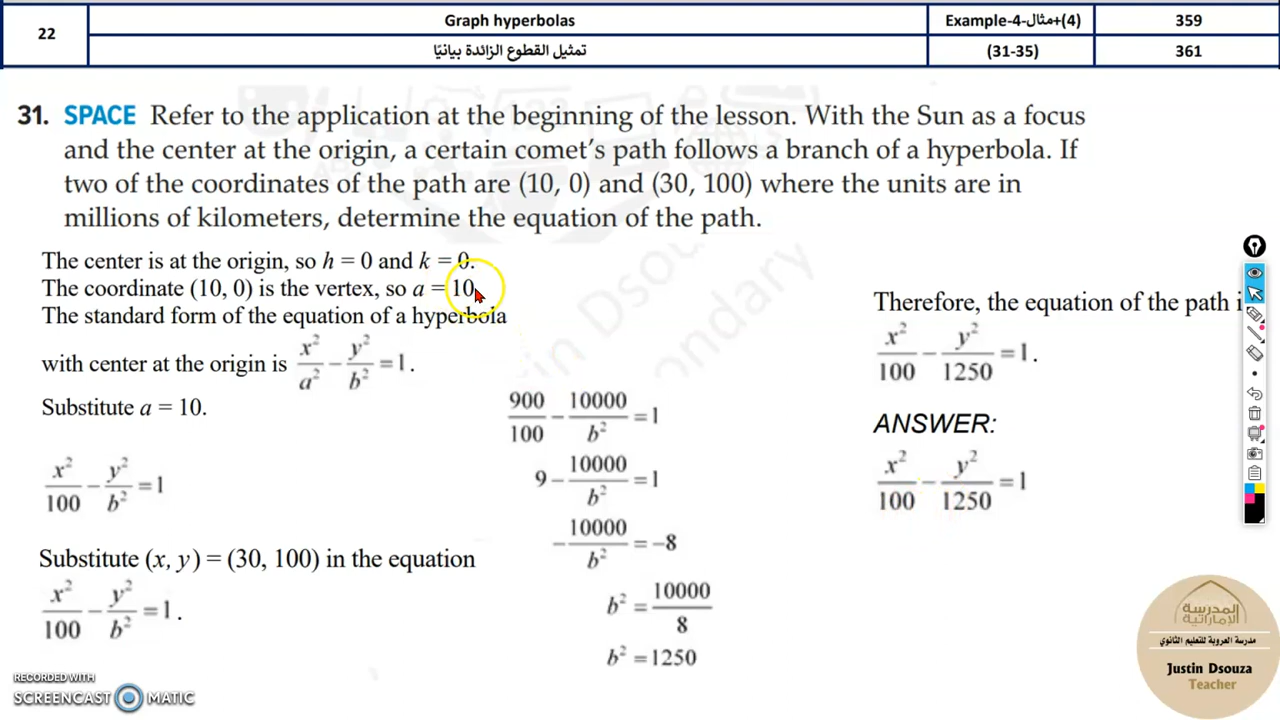 22
Graph hyperbolas
Example-4-مثال+(4)
359
تمثيل القطوع الزائدة بيانيًا
(31-35)
361
31. SPACE Refer to the application at the beginning of the lesson. With the Sun as a focus
and the center at the origin, a certain comet's path follows a branch of a hyperbola. If
two of the coordinates of the path are (10, 0) and (30, 100) where the units are in
millions of kilometers, determine the equation of the path.
The center is at the origin, so h = 0 and k = 0.
The coordinate (10, 0) is the vertex, so a = 10.
The standard form of the equation of a hyperbola
with center at the origin is x²/a² − y²/b² = 1.
Substitute a = 10.
x²/100 − y²/b² = 1
Substitute (x, y) = (30, 100) in the equation
x²/100 − y²/b² = 1.
900/100 − 10000/b² = 1
9 − 10000/b² = 1
−10000/b² = −8
b² = 10000/8
b² = 1250
Therefore, the equation of the path i
x²/100 − y²/1250 = 1.
ANSWER:
x²/100 − y²/1250 = 1
المدرسة
الإماراتية
مدرسة العروبة للتعليم الثانوي
Justin Dsouza
Teacher
RECORDED WITH
SCREENCAST MATIC